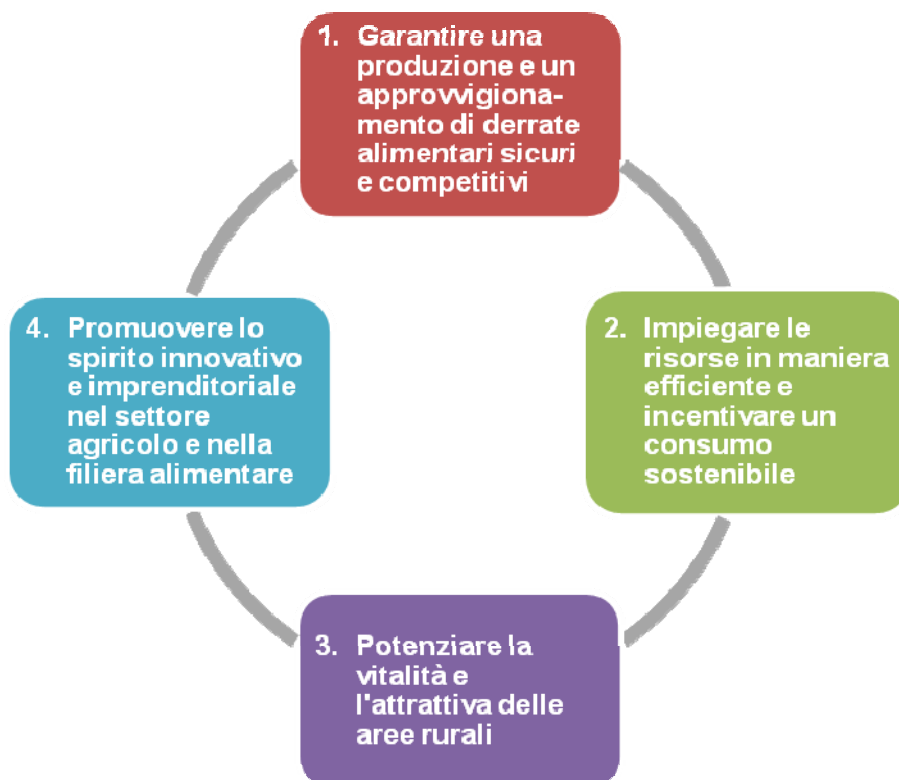 1. Garantire una
produzione e un
approvvigiona-
mento di derrate
alimentari sicuri
e competitivi
2. Impiegare le
risorse in maniera
efficiente e
incentivare un
consumo
sostenibile
3. Potenziare la
vitalità e
l'attrattiva delle
aree rurali
4. Promuovere lo
spirito innovativo
e imprenditoriale
nel settore
agricolo e nella
filiera alimentare